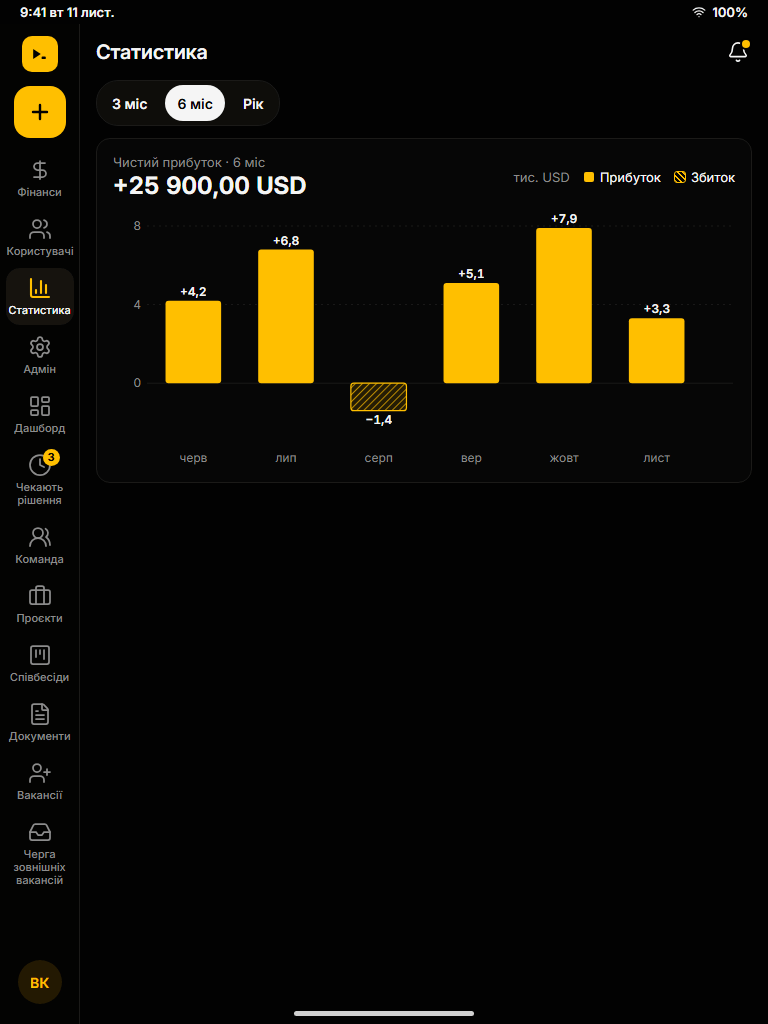 9:41 вт 11 лист.
100%
Статистика
3 міс
6 міс
Рік
Чистий прибуток · 6 міс
+25 900,00 USD
тис. USD
Прибуток
Збиток
8
4
0
+4,2
+6,8
−1,4
+5,1
+7,9
+3,3
черв
лип
серп
вер
жовт
лист
Фінанси
Користувачі
Статистика
Адмін
Дашборд
3
Чекають
рішення
Команда
Проєкти
Співбесіди
Документи
Вакансії
Черга
зовнішніх
вакансій
ВК